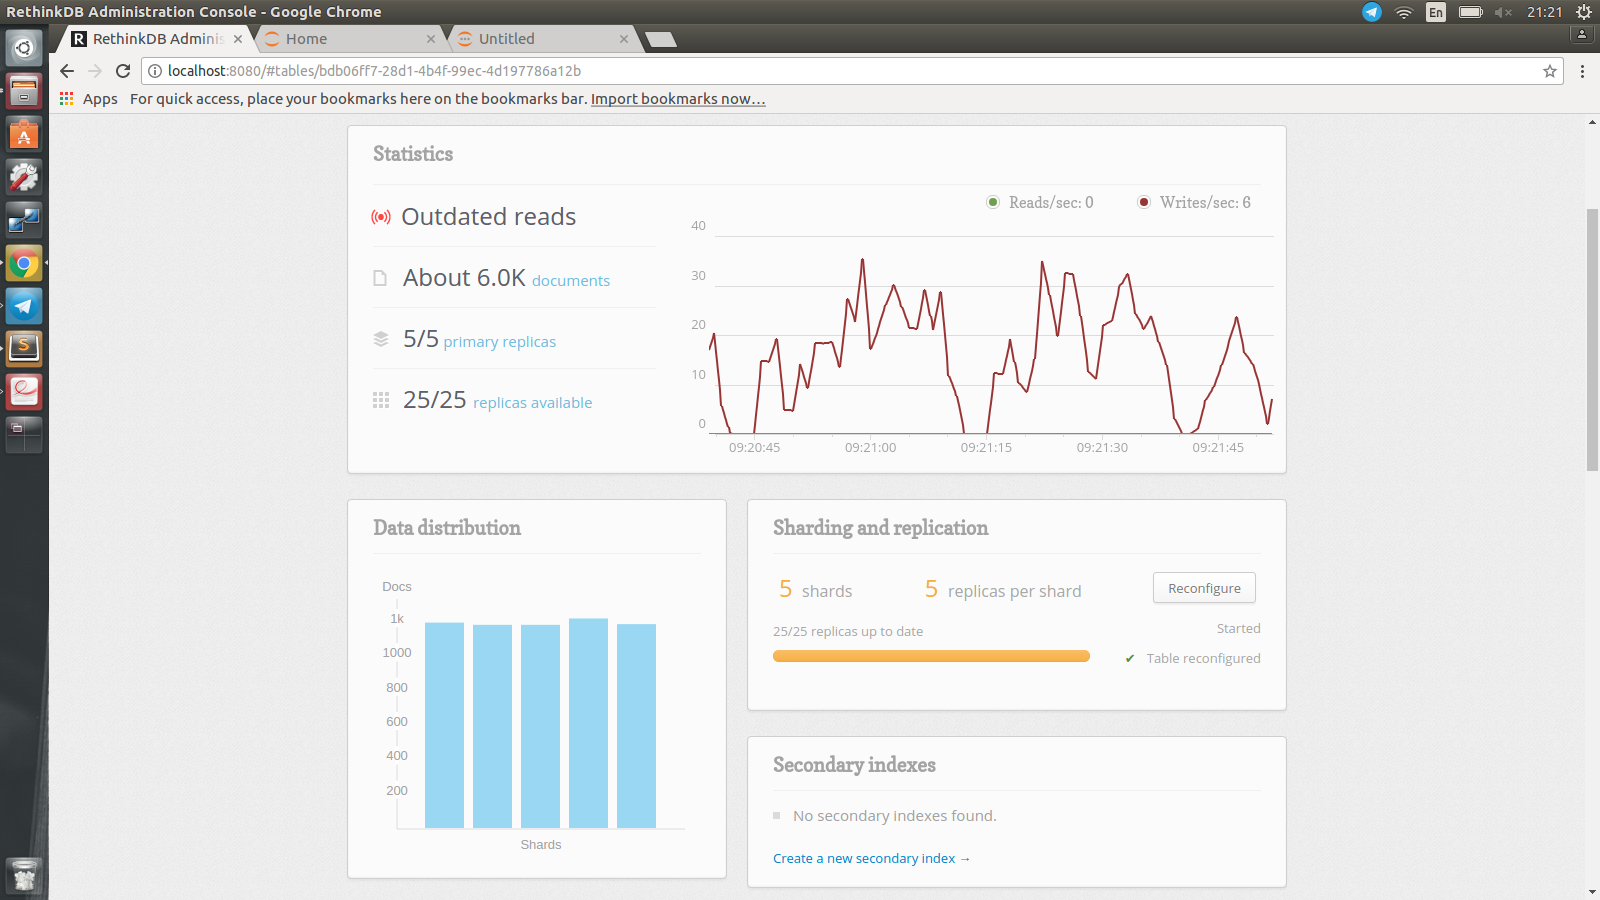 RethinkDB Administration Console - Google Chrome
En
21:21
RethinkDB Adminis
Home
Untitled
localhost:8080/#tables/bdb06ff7-28d1-4b4f-99ec-4d197786a12b
Apps For quick access, place your bookmarks here on the bookmarks bar. Import bookmarks now…
Statistics
Reads/sec: 0 Writes/sec: 6
Outdated reads
About 6.0K documents
5/5 primary replicas
25/25 replicas available
40
30
20
10
0
09:20:45 09:21:00 09:21:15 09:21:30 09:21:45
Data distribution
Docs
1k
1000
800
600
400
200
Shards
Sharding and replication
5 shards 5 replicas per shard Reconfigure
25/25 replicas up to date Started
✔ Table reconfigured
Secondary indexes
No secondary indexes found.
Create a new secondary index →